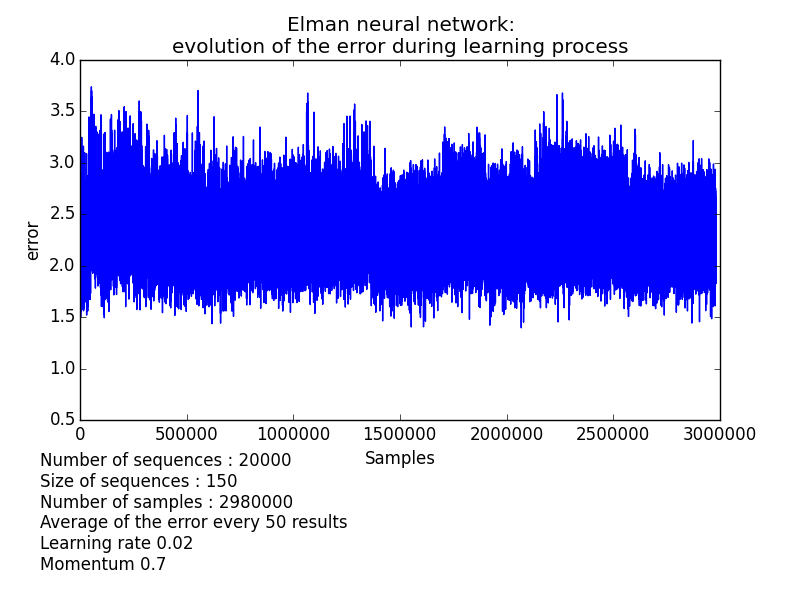 Elman neural network:
evolution of the error during learning process
4.0
3.5
3.0
2.5
2.0
1.5
1.0
0.5
error
0 500000 1000000 1500000 2000000 2500000 3000000
Samples
Number of sequences : 20000
Size of sequences : 150
Number of samples : 2980000
Average of the error every 50 results
Learning rate 0.02
Momentum 0.7